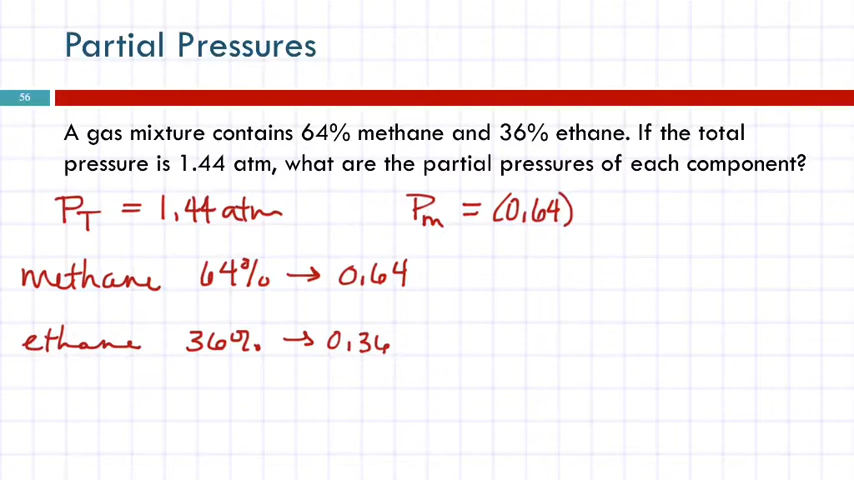 Partial Pressures
56
A gas mixture contains 64% methane and 36% ethane. If the total
pressure is 1.44 atm, what are the partial pressures of each component?
P_T = 1.44 atm
P_m = (0.64)
methane 64% → 0.64
ethane 36% → 0.36